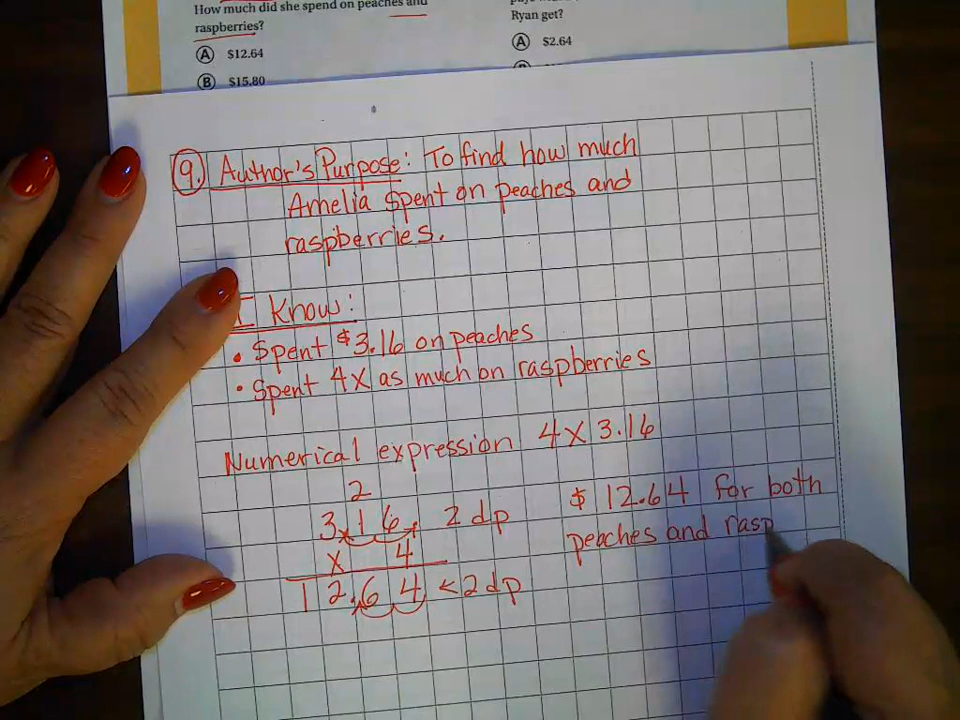 How much did she spend on peaches and
raspberries?
A $12.64
B $15.80
Ryan get?
A $2.64
9. Author's Purpose: To find how much
Amelia spent on peaches and
raspberries.
I Know:
• Spent $3.16 on peaches
• Spent 4X as much on raspberries
Numerical expression 4 X 3.16
2
3.16 2 dp
x 4
12.64 < 2 dp
$ 12.64 for both
peaches and rasp